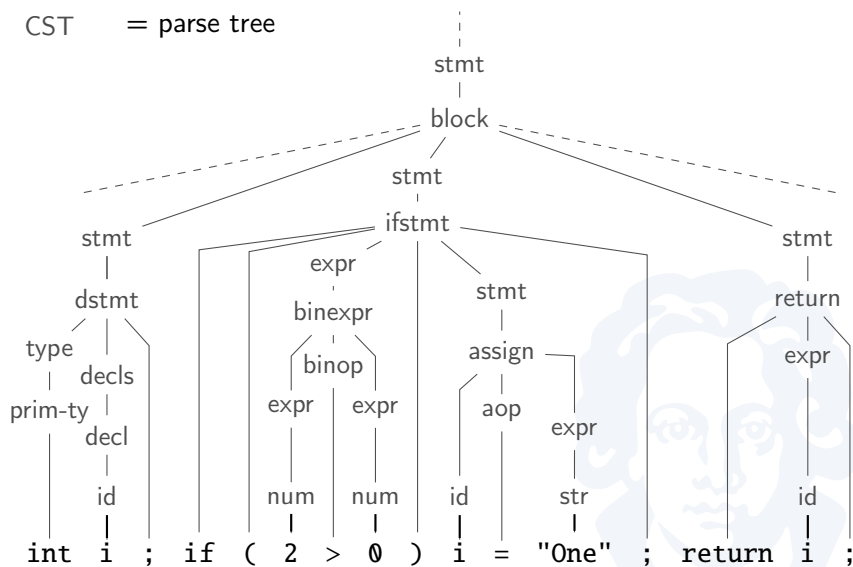 CST = parse tree
stmt
block
stmt
stmt ifstmt stmt
expr
dstmt stmt return
binexpr
type assign expr
decls binop
prim-ty expr expr aop
decl expr
id num num id str id
int i ; if ( 2 > 0 ) i = "One" ; return i ;